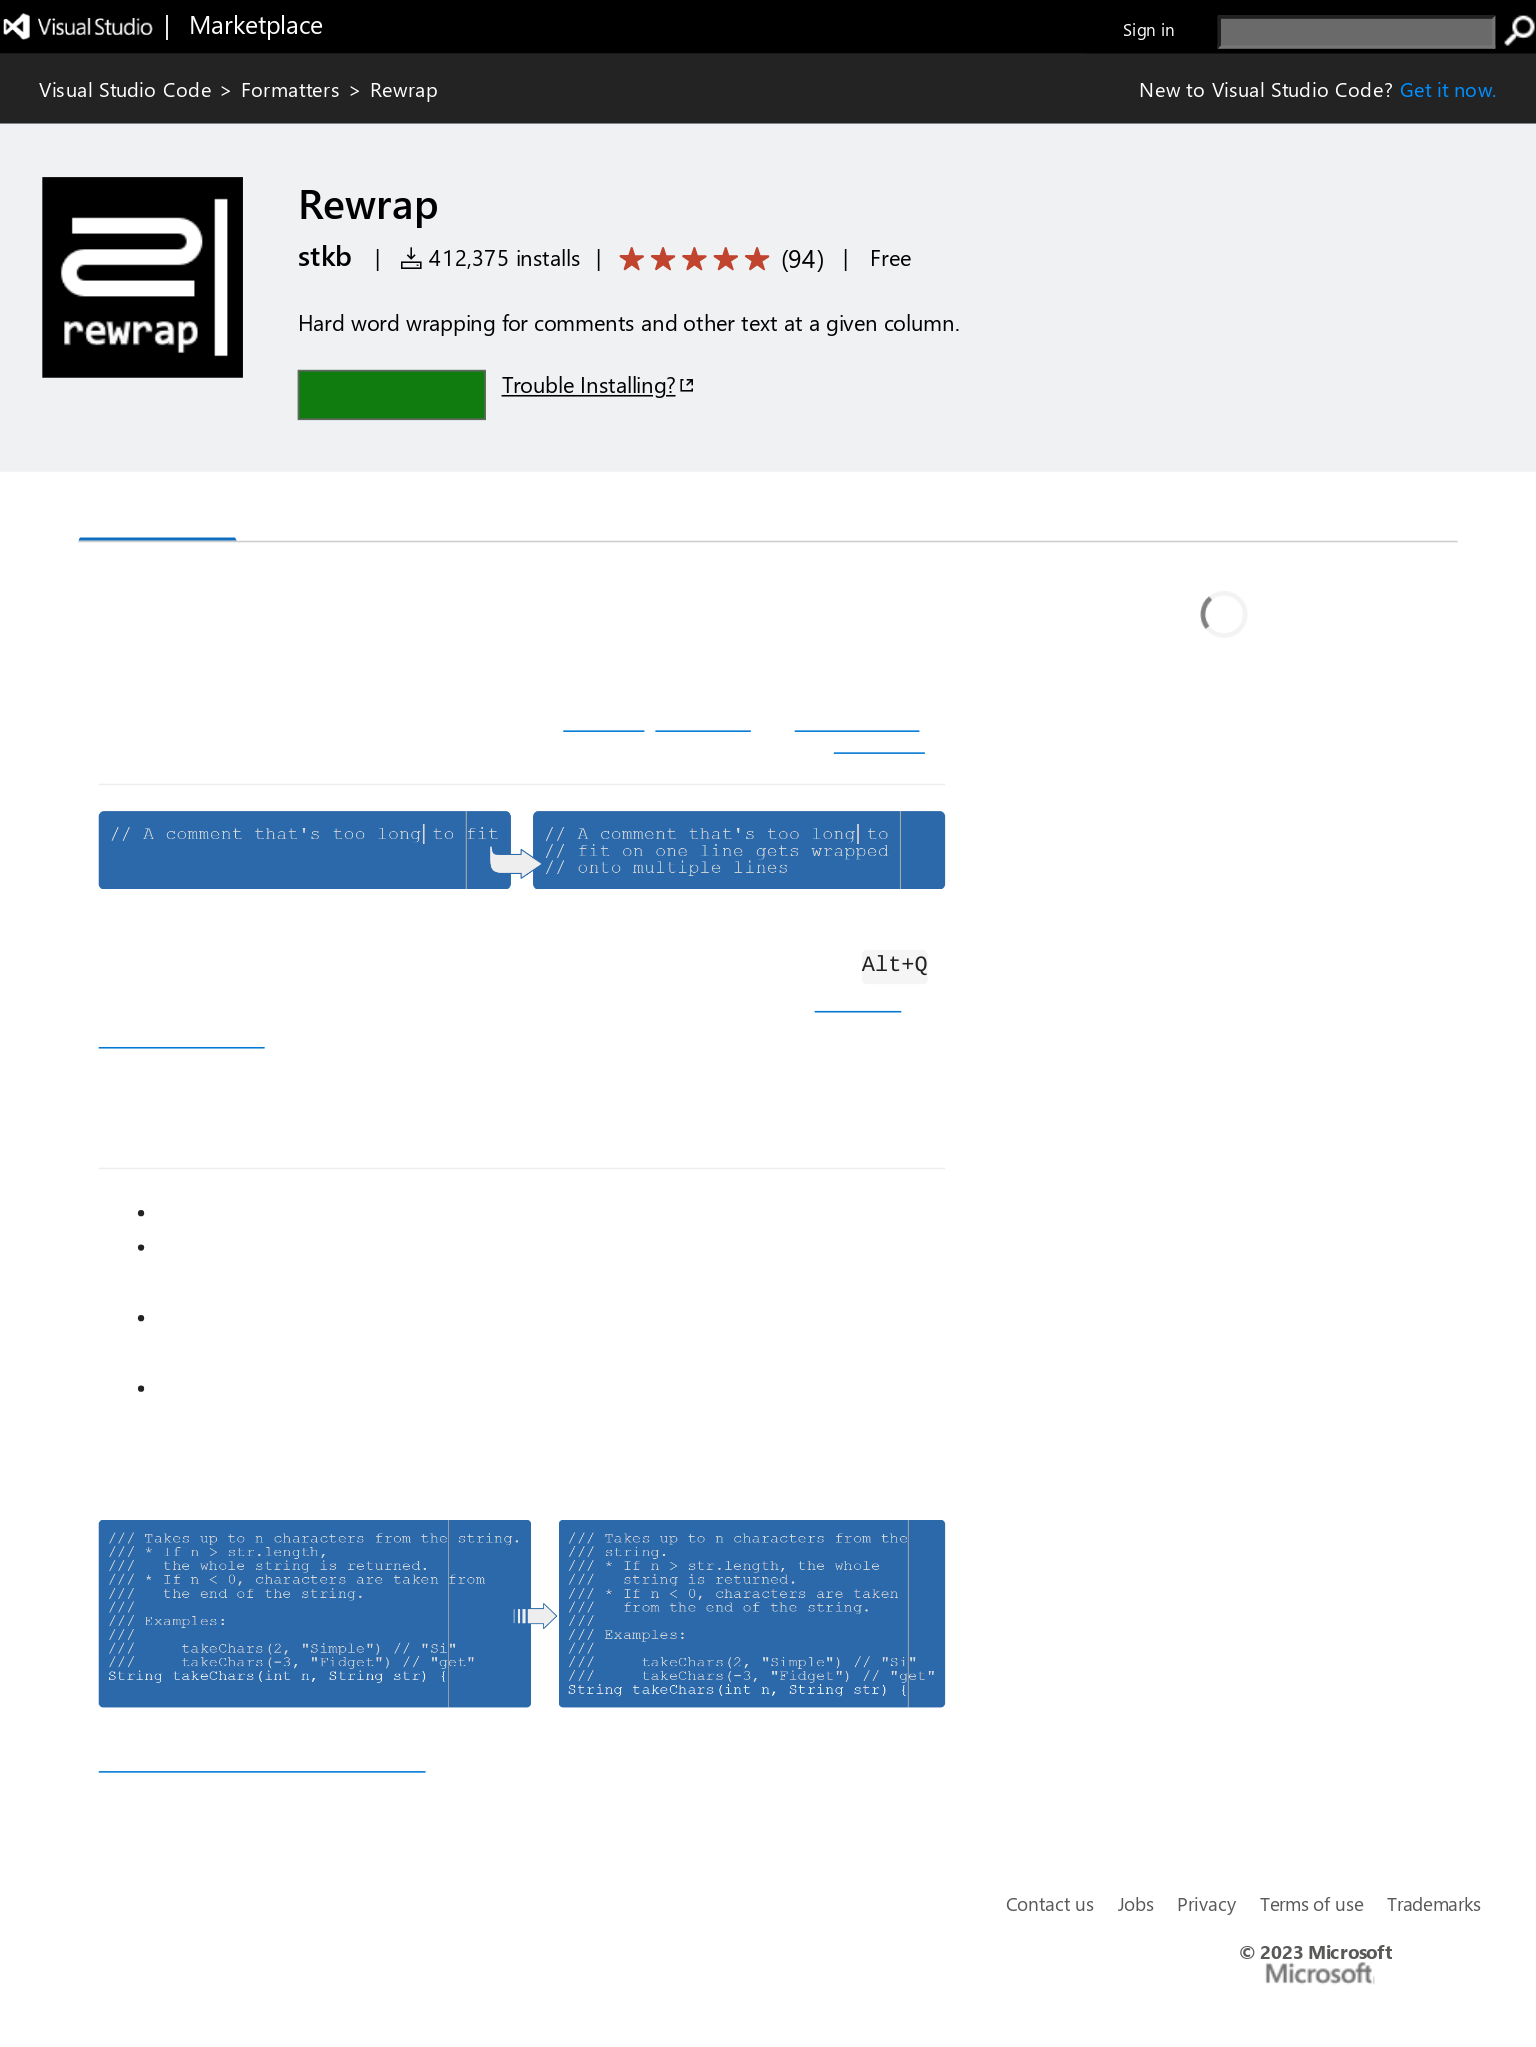 Visual Studio | Marketplace
Sign in
Visual Studio Code > Formatters > Rewrap
New to Visual Studio Code? Get it now.
rewrap
Rewrap
stkb | 412,375 installs | (94) | Free
Hard word wrapping for comments and other text at a given column.
Trouble Installing?
// A comment that's too long to fit
// A comment that's too long to
// fit on one line gets wrapped
// onto multiple lines
Alt+Q
/// Takes up to n characters from the string.
/// * If n > str.length,
///   the whole string is returned.
/// * If n < 0, characters are taken from
///   the end of the string.
///
/// Examples:
///
///     takeChars(2, "Simple") // "Si"
///     takeChars(-3, "Fidget") // "get"
String takeChars(int n, String str) {
/// Takes up to n characters from the
/// string.
/// * If n > str.length, the whole
///   string is returned.
/// * If n < 0, characters are taken
///   from the end of the string.
///
/// Examples:
///
///     takeChars(2, "Simple") // "Si"
///     takeChars(-3, "Fidget") // "get"
String takeChars(int n, String str) {
Contact us Jobs Privacy Terms of use Trademarks
© 2023 Microsoft
Microsoft